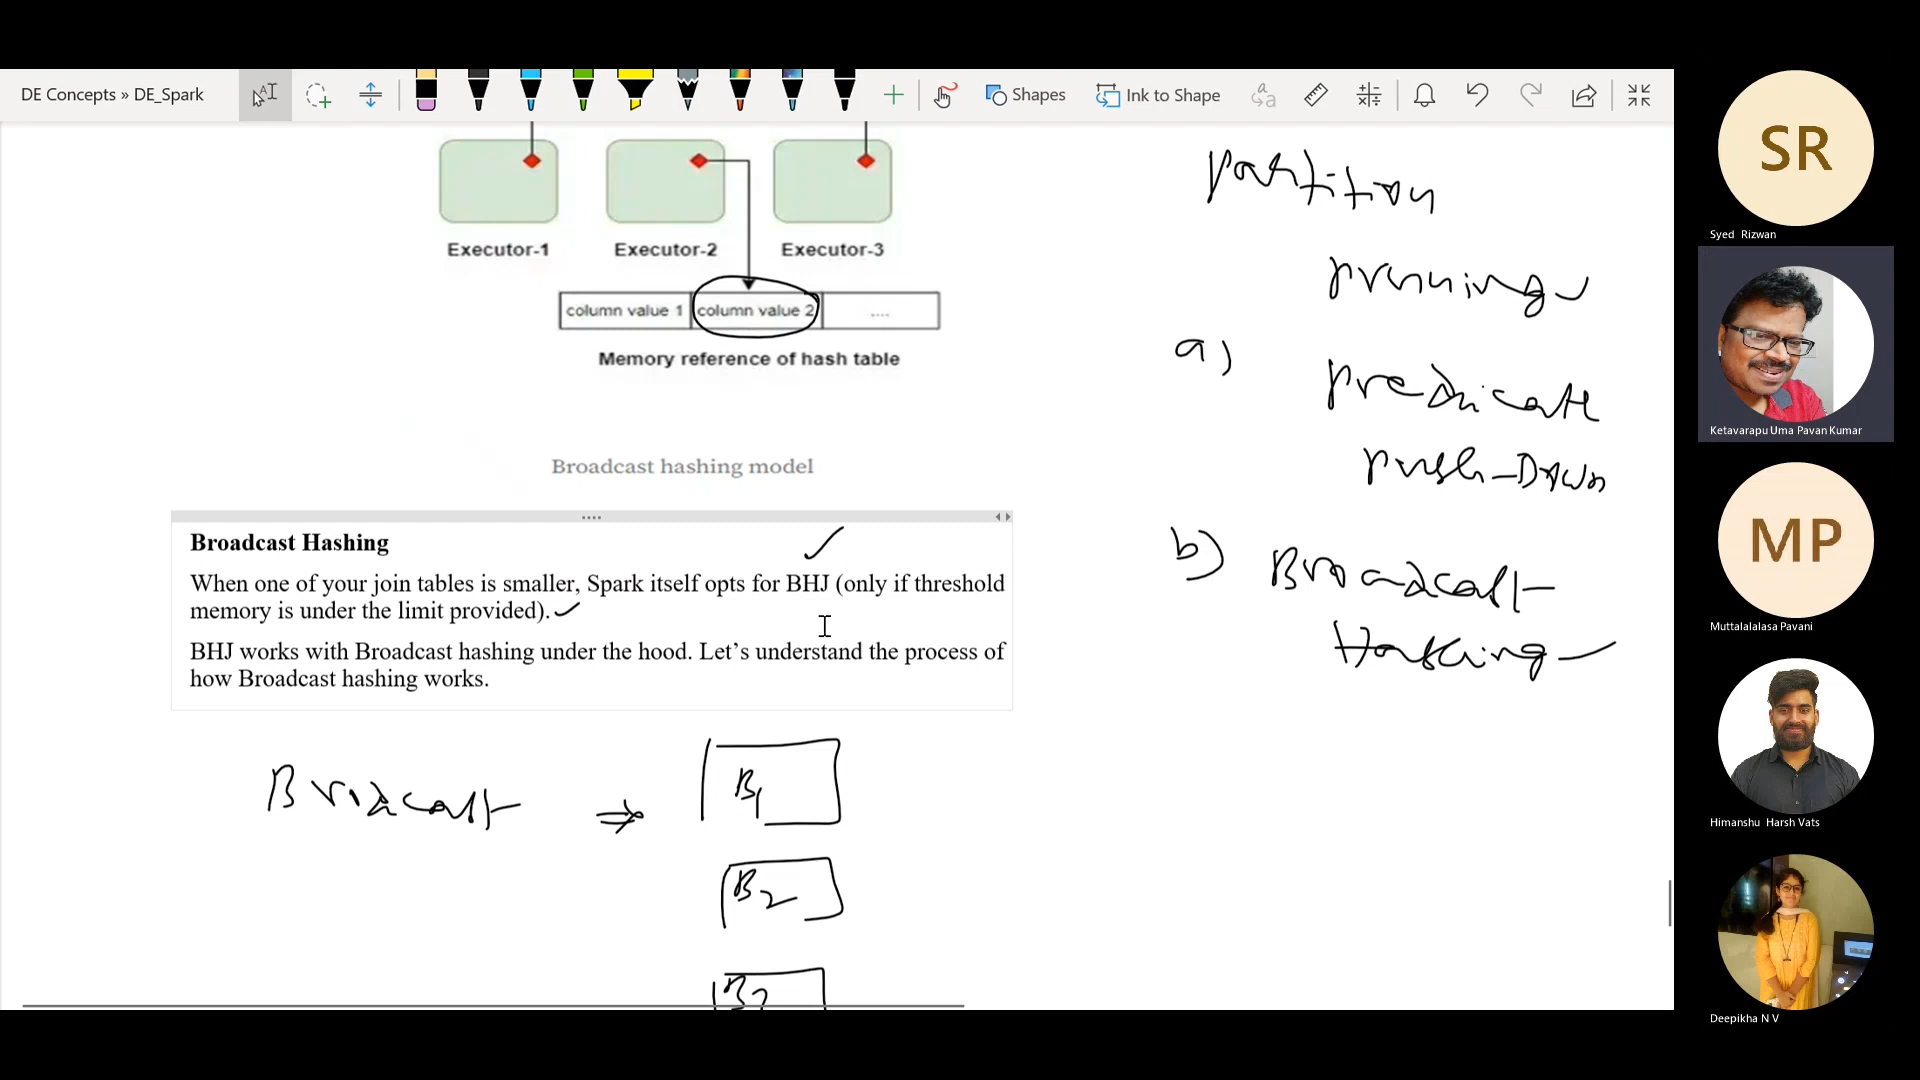 DE Concepts » DE_Spark
Shapes
Ink to Shape
Executor-1
Executor-2
Executor-3
column value 1
column value 2
....
Memory reference of hash table
Broadcast hashing model
Broadcast Hashing
When one of your join tables is smaller, Spark itself opts for BHJ (only if threshold
memory is under the limit provided).
BHJ works with Broadcast hashing under the hood. Let's understand the process of
how Broadcast hashing works.
Broadcast ⇒
B1
B2
B3
partition
prunning
a)
predicate
push-Down
b) Broadcast
Hashing
SR
Syed Rizwan
Ketavarapu Uma Pavan Kumar
MP
Muttalalalasa Pavani
Himanshu Harsh Vats
Deepikha N V